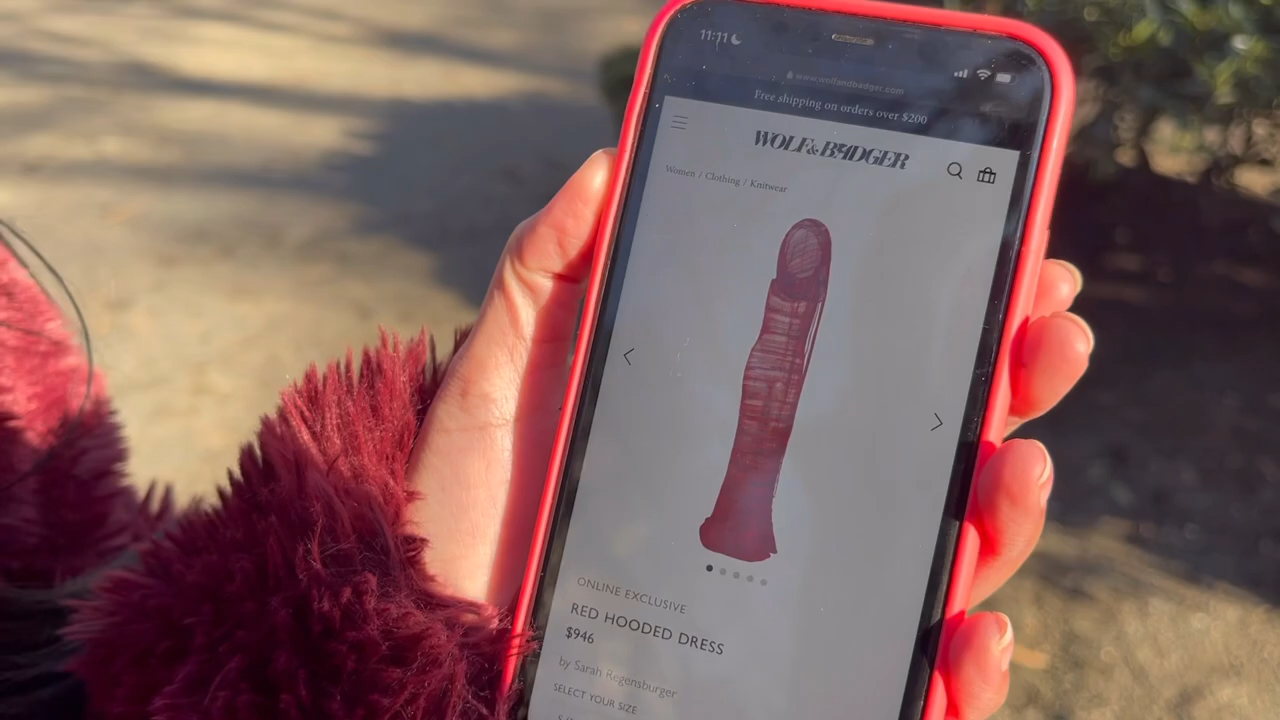 11:11
www.wolfandbadger.com
Free shipping on orders over $200
WOLF&BADGER
Women / Clothing / Knitwear
ONLINE EXCLUSIVE
RED HOODED DRESS
$946
by Sarah Regensburger
SELECT YOUR SIZE